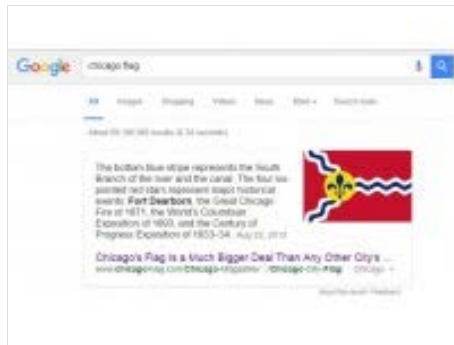 Google
chicago flag
All Images Shopping Videos News More Search tools
The bottom blue stripe represents the South
Branch of the river and the canal. The four six-
pointed red stars represent major historical
events: Fort Dearborn, the Great Chicago
Fire of 1871, the World's Columbian
Exposition of 1893, and the Century of
Progress Exposition of 1933–34.
Chicago's Flag Is a Much Bigger Deal Than Any Other City's ...